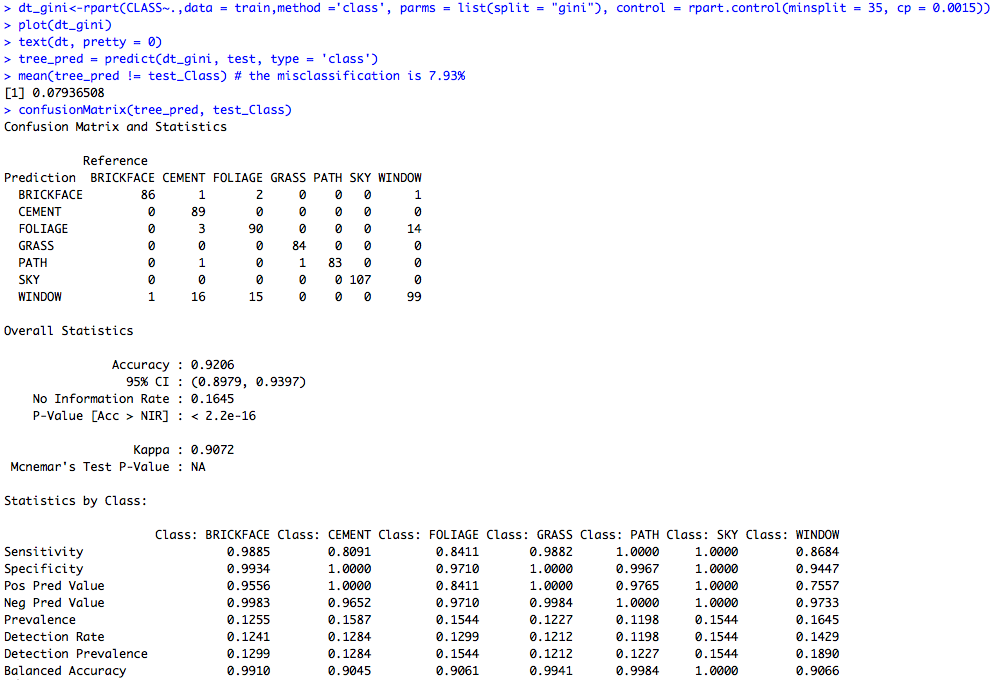 > dt_gini<-rpart(CLASS~.,data = train,method ='class', parms = list(split = "gini"), control = rpart.control(minsplit = 35, cp = 0.0015))
> plot(dt_gini)
> text(dt, pretty = 0)
> tree_pred = predict(dt_gini, test, type = 'class')
> mean(tree_pred != test_Class) # the misclassification is 7.93%
[1] 0.07936508
> confusionMatrix(tree_pred, test_Class)
Confusion Matrix and Statistics

           Reference
Prediction  BRICKFACE CEMENT FOLIAGE GRASS PATH SKY WINDOW
  BRICKFACE        86      1       2     0    0   0      1
  CEMENT            0     89       0     0    0   0      0
  FOLIAGE           0      3      90     0    0   0     14
  GRASS             0      0       0    84    0   0      0
  PATH              0      1       0     1   83   0      0
  SKY               0      0       0     0    0 107      0
  WINDOW            1     16      15     0    0   0     99

Overall Statistics

               Accuracy : 0.9206
                 95% CI : (0.8979, 0.9397)
    No Information Rate : 0.1645
    P-Value [Acc > NIR] : < 2.2e-16

                  Kappa : 0.9072
 Mcnemar's Test P-Value : NA

Statistics by Class:

                     Class: BRICKFACE Class: CEMENT Class: FOLIAGE Class: GRASS Class: PATH Class: SKY Class: WINDOW
Sensitivity                    0.9885        0.8091         0.8411       0.9882      1.0000     1.0000        0.8684
Specificity                    0.9934        1.0000         0.9710       1.0000      0.9967     1.0000        0.9447
Pos Pred Value                 0.9556        1.0000         0.8411       1.0000      0.9765     1.0000        0.7557
Neg Pred Value                 0.9983        0.9652         0.9710       0.9984      1.0000     1.0000        0.9733
Prevalence                     0.1255        0.1587         0.1544       0.1227      0.1198     0.1544        0.1645
Detection Rate                 0.1241        0.1284         0.1299       0.1212      0.1198     0.1544        0.1429
Detection Prevalence           0.1299        0.1284         0.1544       0.1212      0.1227     0.1544        0.1890
Balanced Accuracy              0.9910        0.9045         0.9061       0.9941      0.9984     1.0000        0.9066